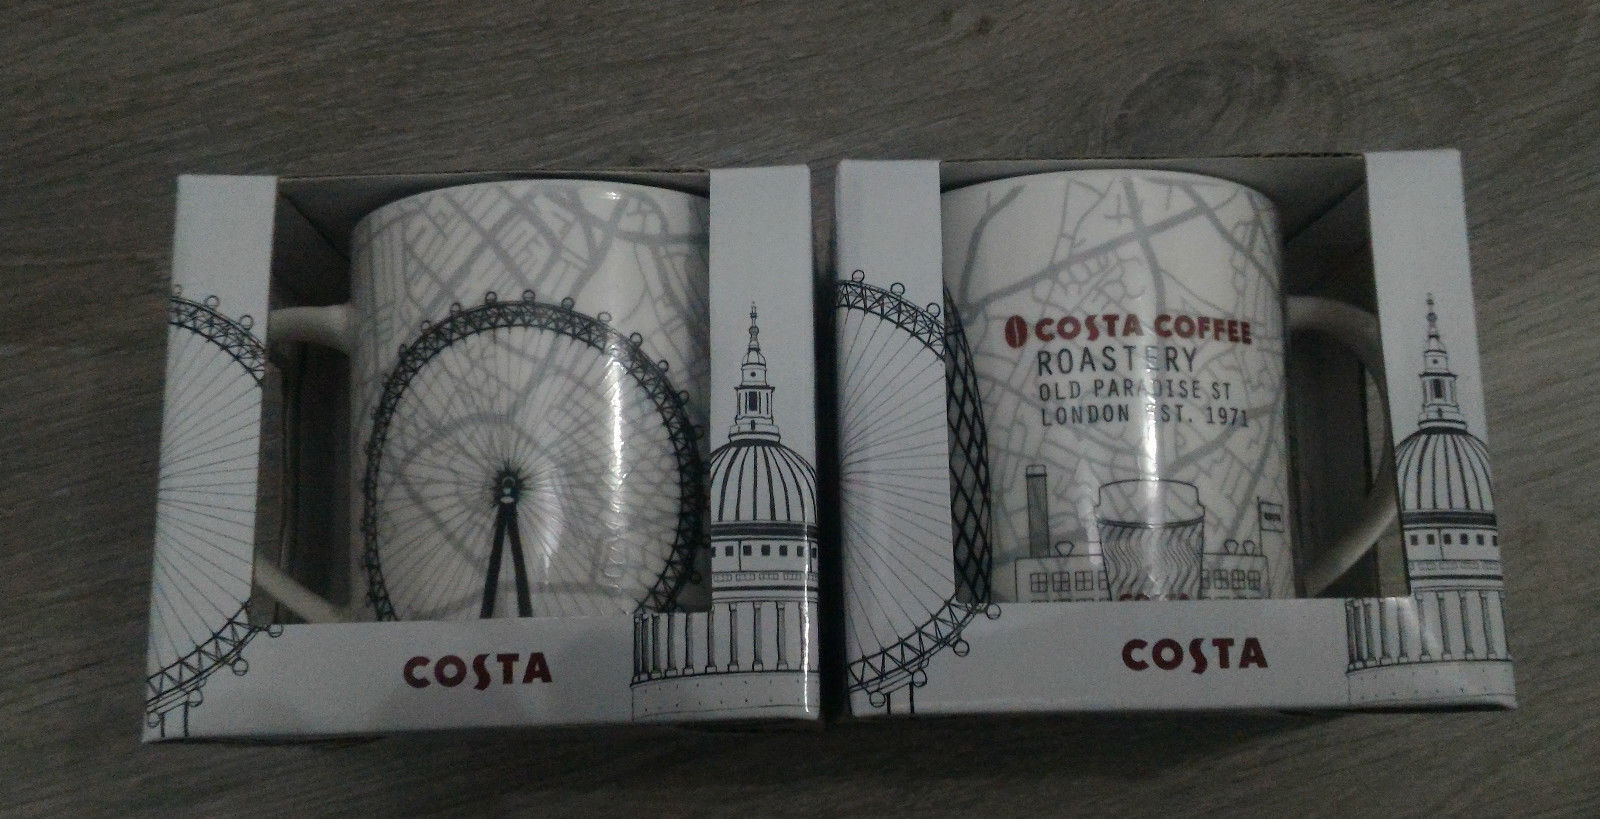 COSTA COFFEE
ROASTERY
OLD PARADISE ST
LONDON EST. 1971
COSTA
COSTA